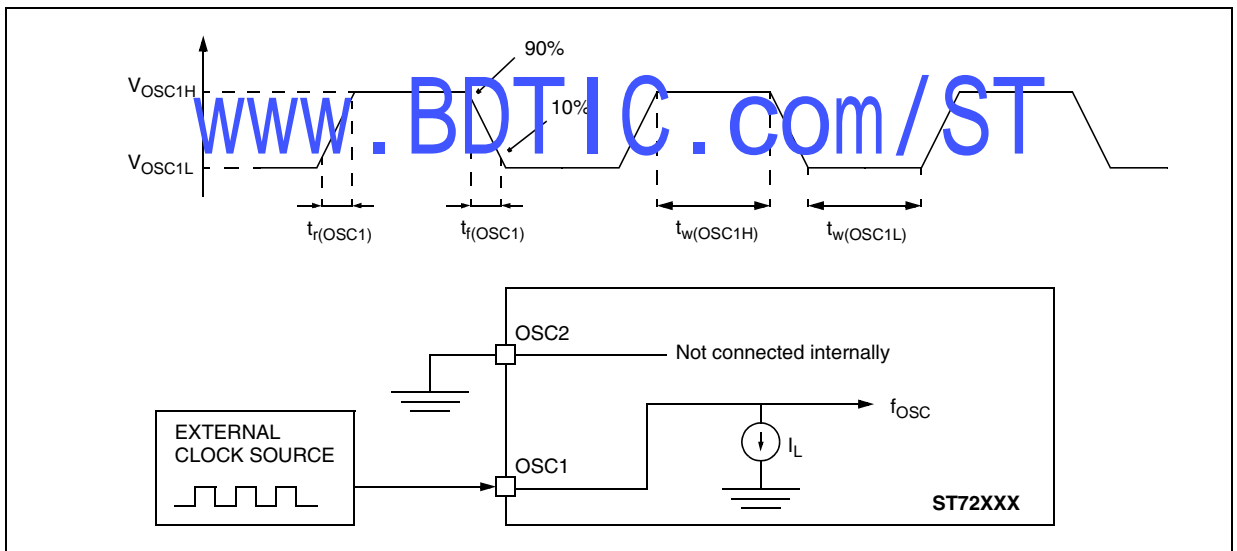 90%
VOSC1H
www.BDTIC.com/ST
10%
VOSC1L
tr(OSC1)
tf(OSC1)
tw(OSC1H)
tw(OSC1L)
OSC2
Not connected internally
fOSC
EXTERNAL
CLOCK SOURCE
IL
OSC1
ST72XXX